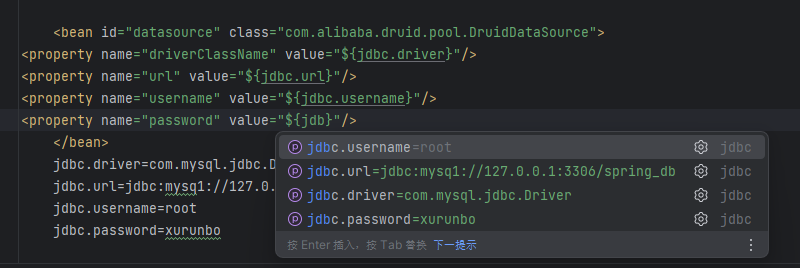 <bean id="datasource" class="com.alibaba.druid.pool.DruidDataSource">
<property name="driverClassName" value="${jdbc.driver}"/>
<property name="url" value="${jdbc.url}"/>
<property name="username" value="${jdbc.username}"/>
<property name="password" value="${jdb}"/>
</bean>
jdbc.driver=com.mysql.jdbc.D
jdbc.url=jdbc:mysq1://127.0.
jdbc.username=root
jdbc.password=xurunbo
jdbc.username=root jdbc
jdbc.url=jdbc:mysq1://127.0.0.1:3306/spring_db jdbc
jdbc.driver=com.mysql.jdbc.Driver jdbc
jdbc.password=xurunbo jdbc
按 Enter 插入，按 Tab 替换 下一提示